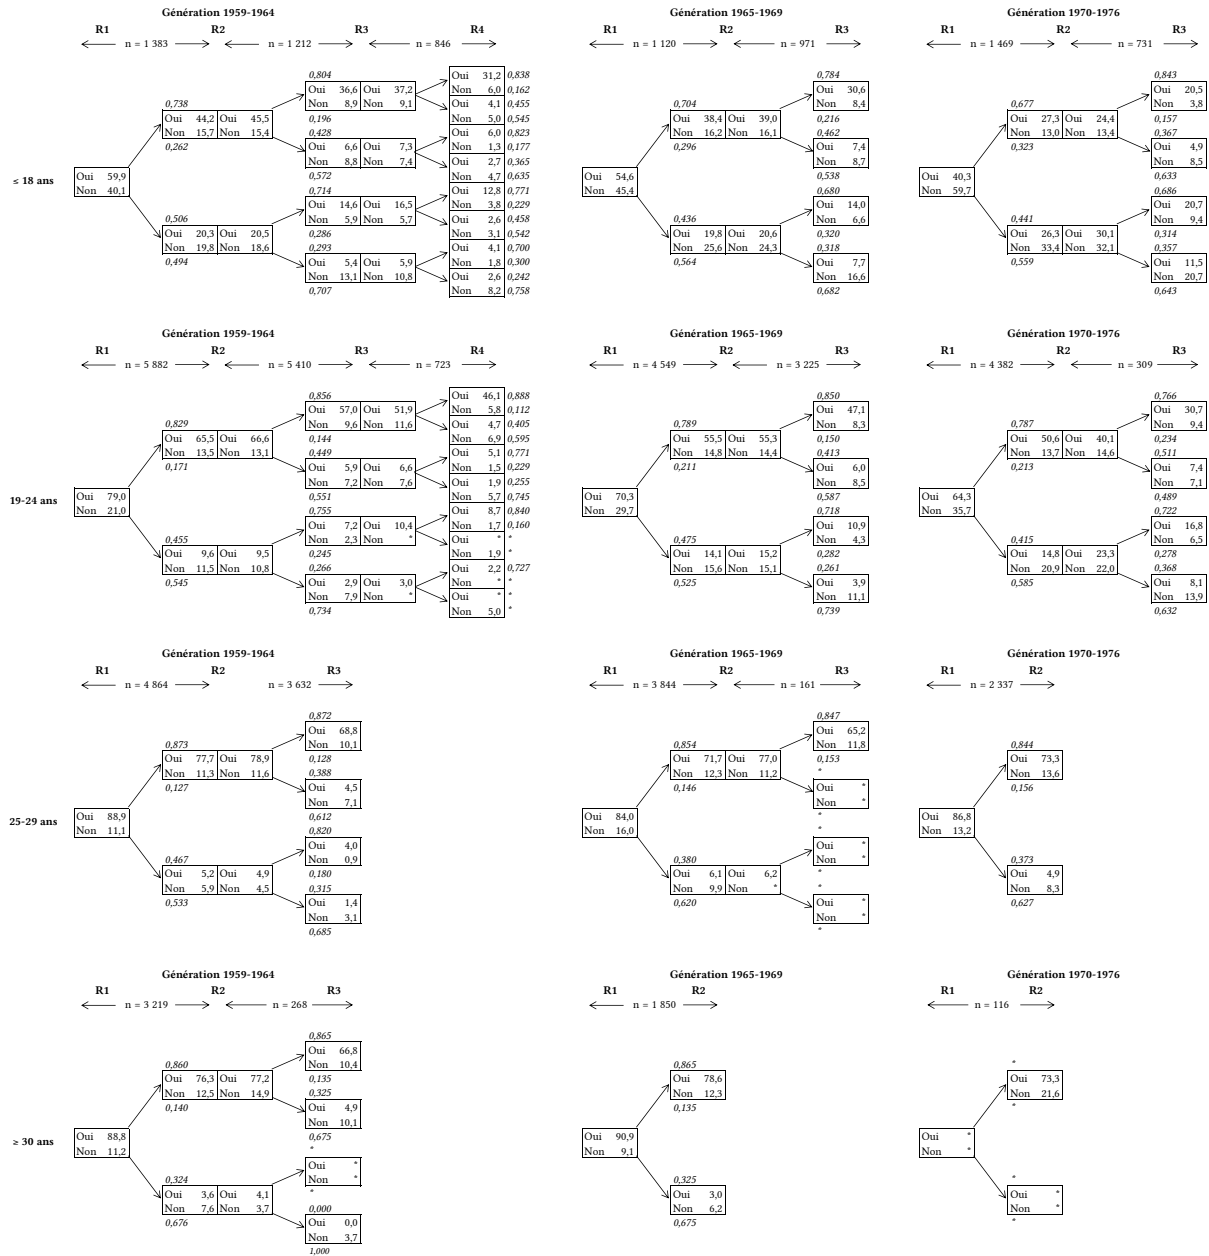 Génération 1959-1964 Génération 1965-1969 Génération 1970-1976
R1 R2 R3 R4 R1 R2 R3 R1 R2 R3
n = 1 383 n = 1 212 n = 846 n = 1 120 n = 971 n = 1 469 n = 731
0,804 Oui 31,2 0,838 0,784 0,843
Oui 36,6 Oui 37,2 Non 6,0 0,162 Oui 30,6 Oui 20,5
0,738 Non 8,9 Non 9,1 Oui 4,1 0,455 0,704 Non 8,4 0,677 Non 3,8
Oui 44,2 Oui 45,5 0,196 Non 5,0 0,545 Oui 38,4 Oui 39,0 0,216 Oui 27,3 Oui 24,4 0,157
Non 15,7 Non 15,4 0,428 Oui 6,0 0,823 Non 16,2 Non 16,1 0,462 Non 13,0 Non 13,4 0,367
0,262 Oui 6,6 Oui 7,3 Non 1,3 0,177 0,296 Oui 7,4 0,323 Oui 4,9
Non 8,8 Non 7,4 Oui 2,7 0,365 Non 8,7 Non 8,5
≤ 18 ans Oui 59,9 0,572 Non 4,7 0,635 Oui 54,6 0,538 Oui 40,3 0,633
Non 40,1 0,714 Oui 12,8 0,771 Non 45,4 0,680 Non 59,7 0,686
Oui 14,6 Oui 16,5 Non 3,8 0,229 Oui 14,0 Oui 20,7
0,506 Non 5,9 Non 5,7 Oui 2,6 0,458 0,436 Non 6,6 0,441 Non 9,4
Oui 20,3 Oui 20,5 0,286 Non 3,1 0,542 Oui 19,8 Oui 20,6 0,320 Oui 26,3 Oui 30,1 0,314
Non 19,8 Non 18,6 0,293 Oui 4,1 0,700 Non 25,6 Non 24,3 0,318 Non 33,4 Non 32,1 0,357
0,494 Oui 5,4 Oui 5,9 Non 1,8 0,300 0,564 Oui 7,7 0,559 Oui 11,5
Non 13,1 Non 10,8 Oui 2,6 0,242 Non 16,6 Non 20,7
0,707 Non 8,2 0,758 0,682 0,643
Génération 1959-1964 Génération 1965-1969 Génération 1970-1976
R1 R2 R3 R4 R1 R2 R3 R1 R2 R3
n = 5 882 n = 5 410 n = 723 n = 4 549 n = 3 225 n = 4 382 n = 309
0,856 Oui 46,1 0,888 0,850 0,766
Oui 57,0 Oui 51,9 Non 5,8 0,112 Oui 47,1 Oui 30,7
0,829 Non 9,6 Non 11,6 Oui 4,7 0,405 0,789 Non 8,3 0,787 Non 9,4
Oui 65,5 Oui 66,6 0,144 Non 6,9 0,595 Oui 55,5 Oui 55,3 0,150 Oui 50,6 Oui 40,1 0,234
Non 13,5 Non 13,1 0,449 Oui 5,1 0,771 Non 14,8 Non 14,4 0,413 Non 13,7 Non 14,6 0,511
0,171 Oui 5,9 Oui 6,6 Non 1,5 0,229 0,211 Oui 6,0 0,213 Oui 7,4
Non 7,2 Non 7,6 Oui 1,9 0,255 Non 8,5 Non 7,1
19-24 ans Oui 79,0 0,551 Non 5,7 0,745 Oui 70,3 0,587 Oui 64,3 0,489
Non 21,0 0,755 Oui 8,7 0,840 Non 29,7 0,718 Non 35,7 0,722
Oui 7,2 Oui 10,4 Non 1,7 0,160 Oui 10,9 Oui 16,8
0,455 Non 2,3 Non * Oui * * 0,475 Non 4,3 0,415 Non 6,5
Oui 9,6 Oui 9,5 0,245 Non 1,9 * Oui 14,1 Oui 15,2 0,282 Oui 14,8 Oui 23,3 0,278
Non 11,5 Non 10,8 0,266 Oui 2,2 0,727 Non 15,6 Non 15,1 0,261 Non 20,9 Non 22,0 0,368
0,545 Oui 2,9 Oui 3,0 Non * * 0,525 Oui 3,9 0,585 Oui 8,1
Non 7,9 Non * Oui * * Non 11,1 Non 13,9
0,734 Non 5,0 * 0,739 0,632
Génération 1959-1964 Génération 1965-1969 Génération 1970-1976
R1 R2 R3 R1 R2 R3 R1 R2
n = 4 864 n = 3 632 n = 3 844 n = 161 n = 2 337
0,872 0,847
Oui 68,8 Oui 65,2
0,873 Non 10,1 0,854 Non 11,8 0,844
Oui 77,7 Oui 78,9 0,128 Oui 71,7 Oui 77,0 0,153 Oui 73,3
Non 11,3 Non 11,6 0,388 Non 12,3 Non 11,2 * Non 13,6
0,127 Oui 4,5 0,146 Oui * 0,156
Non 7,1 Non *
25-29 ans Oui 88,9 0,612 Oui 84,0 * Oui 86,8
Non 11,1 0,820 Non 16,0 * Non 13,2
Oui 4,0 Oui *
0,467 Non 0,9 0,380 Non * 0,373
Oui 5,2 Oui 4,9 0,180 Oui 6,1 Oui 6,2 * Oui 4,9
Non 5,9 Non 4,5 0,315 Non 9,9 Non * * Non 8,3
0,533 Oui 1,4 0,620 Oui * 0,627
Non 3,1 Non *
0,685 *
Génération 1959-1964 Génération 1965-1969 Génération 1970-1976
R1 R2 R3 R1 R2 R1 R2
n = 3 219 n = 268 n = 1 850 n = 116
0,865
Oui 66,8
0,860 Non 10,4 0,865 *
Oui 76,3 Oui 77,2 0,135 Oui 78,6 Oui 73,3
Non 12,5 Non 14,9 0,325 Non 12,3 Non 21,6
0,140 Oui 4,9 0,135 *
Non 10,1
≥ 30 ans Oui 88,8 0,675 Oui 90,9 Oui *
Non 11,2 * Non 9,1 Non *
Oui *
0,324 Non * 0,325 *
Oui 3,6 Oui 4,1 * Oui 3,0 Oui *
Non 7,6 Non 3,7 0,000 Non 6,2 Non *
0,676 Oui 0,0 0,675 *
Non 3,7
1,000